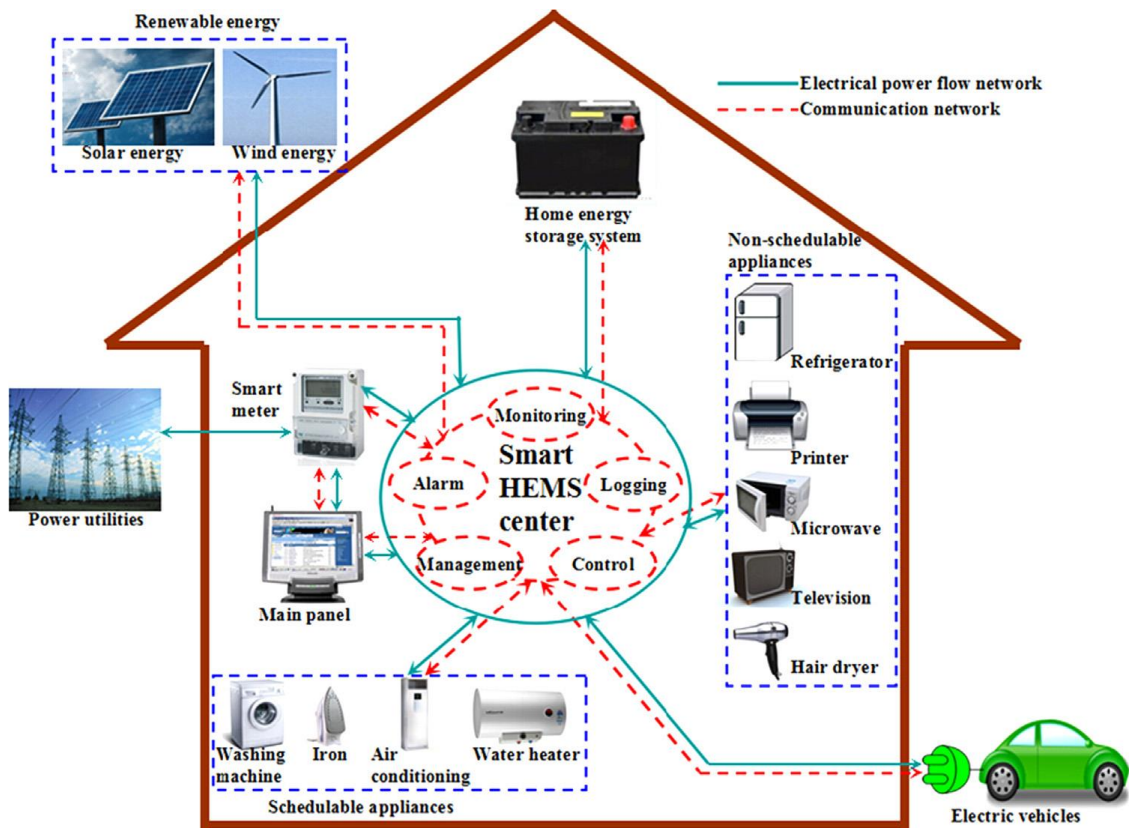 Renewable energy
Solar energy
Wind energy
Electrical power flow network
Communication network
Home energy
storage system
Non-schedulable
appliances
Refrigerator
Printer
Microwave
Television
Hair dryer
Smart
meter
Power utilities
Main panel
Monitoring
Alarm
Smart
HEMS
center
Logging
Management
Control
Washing
machine
Iron
Air
conditioning
Water heater
Schedulable appliances
Electric vehicles